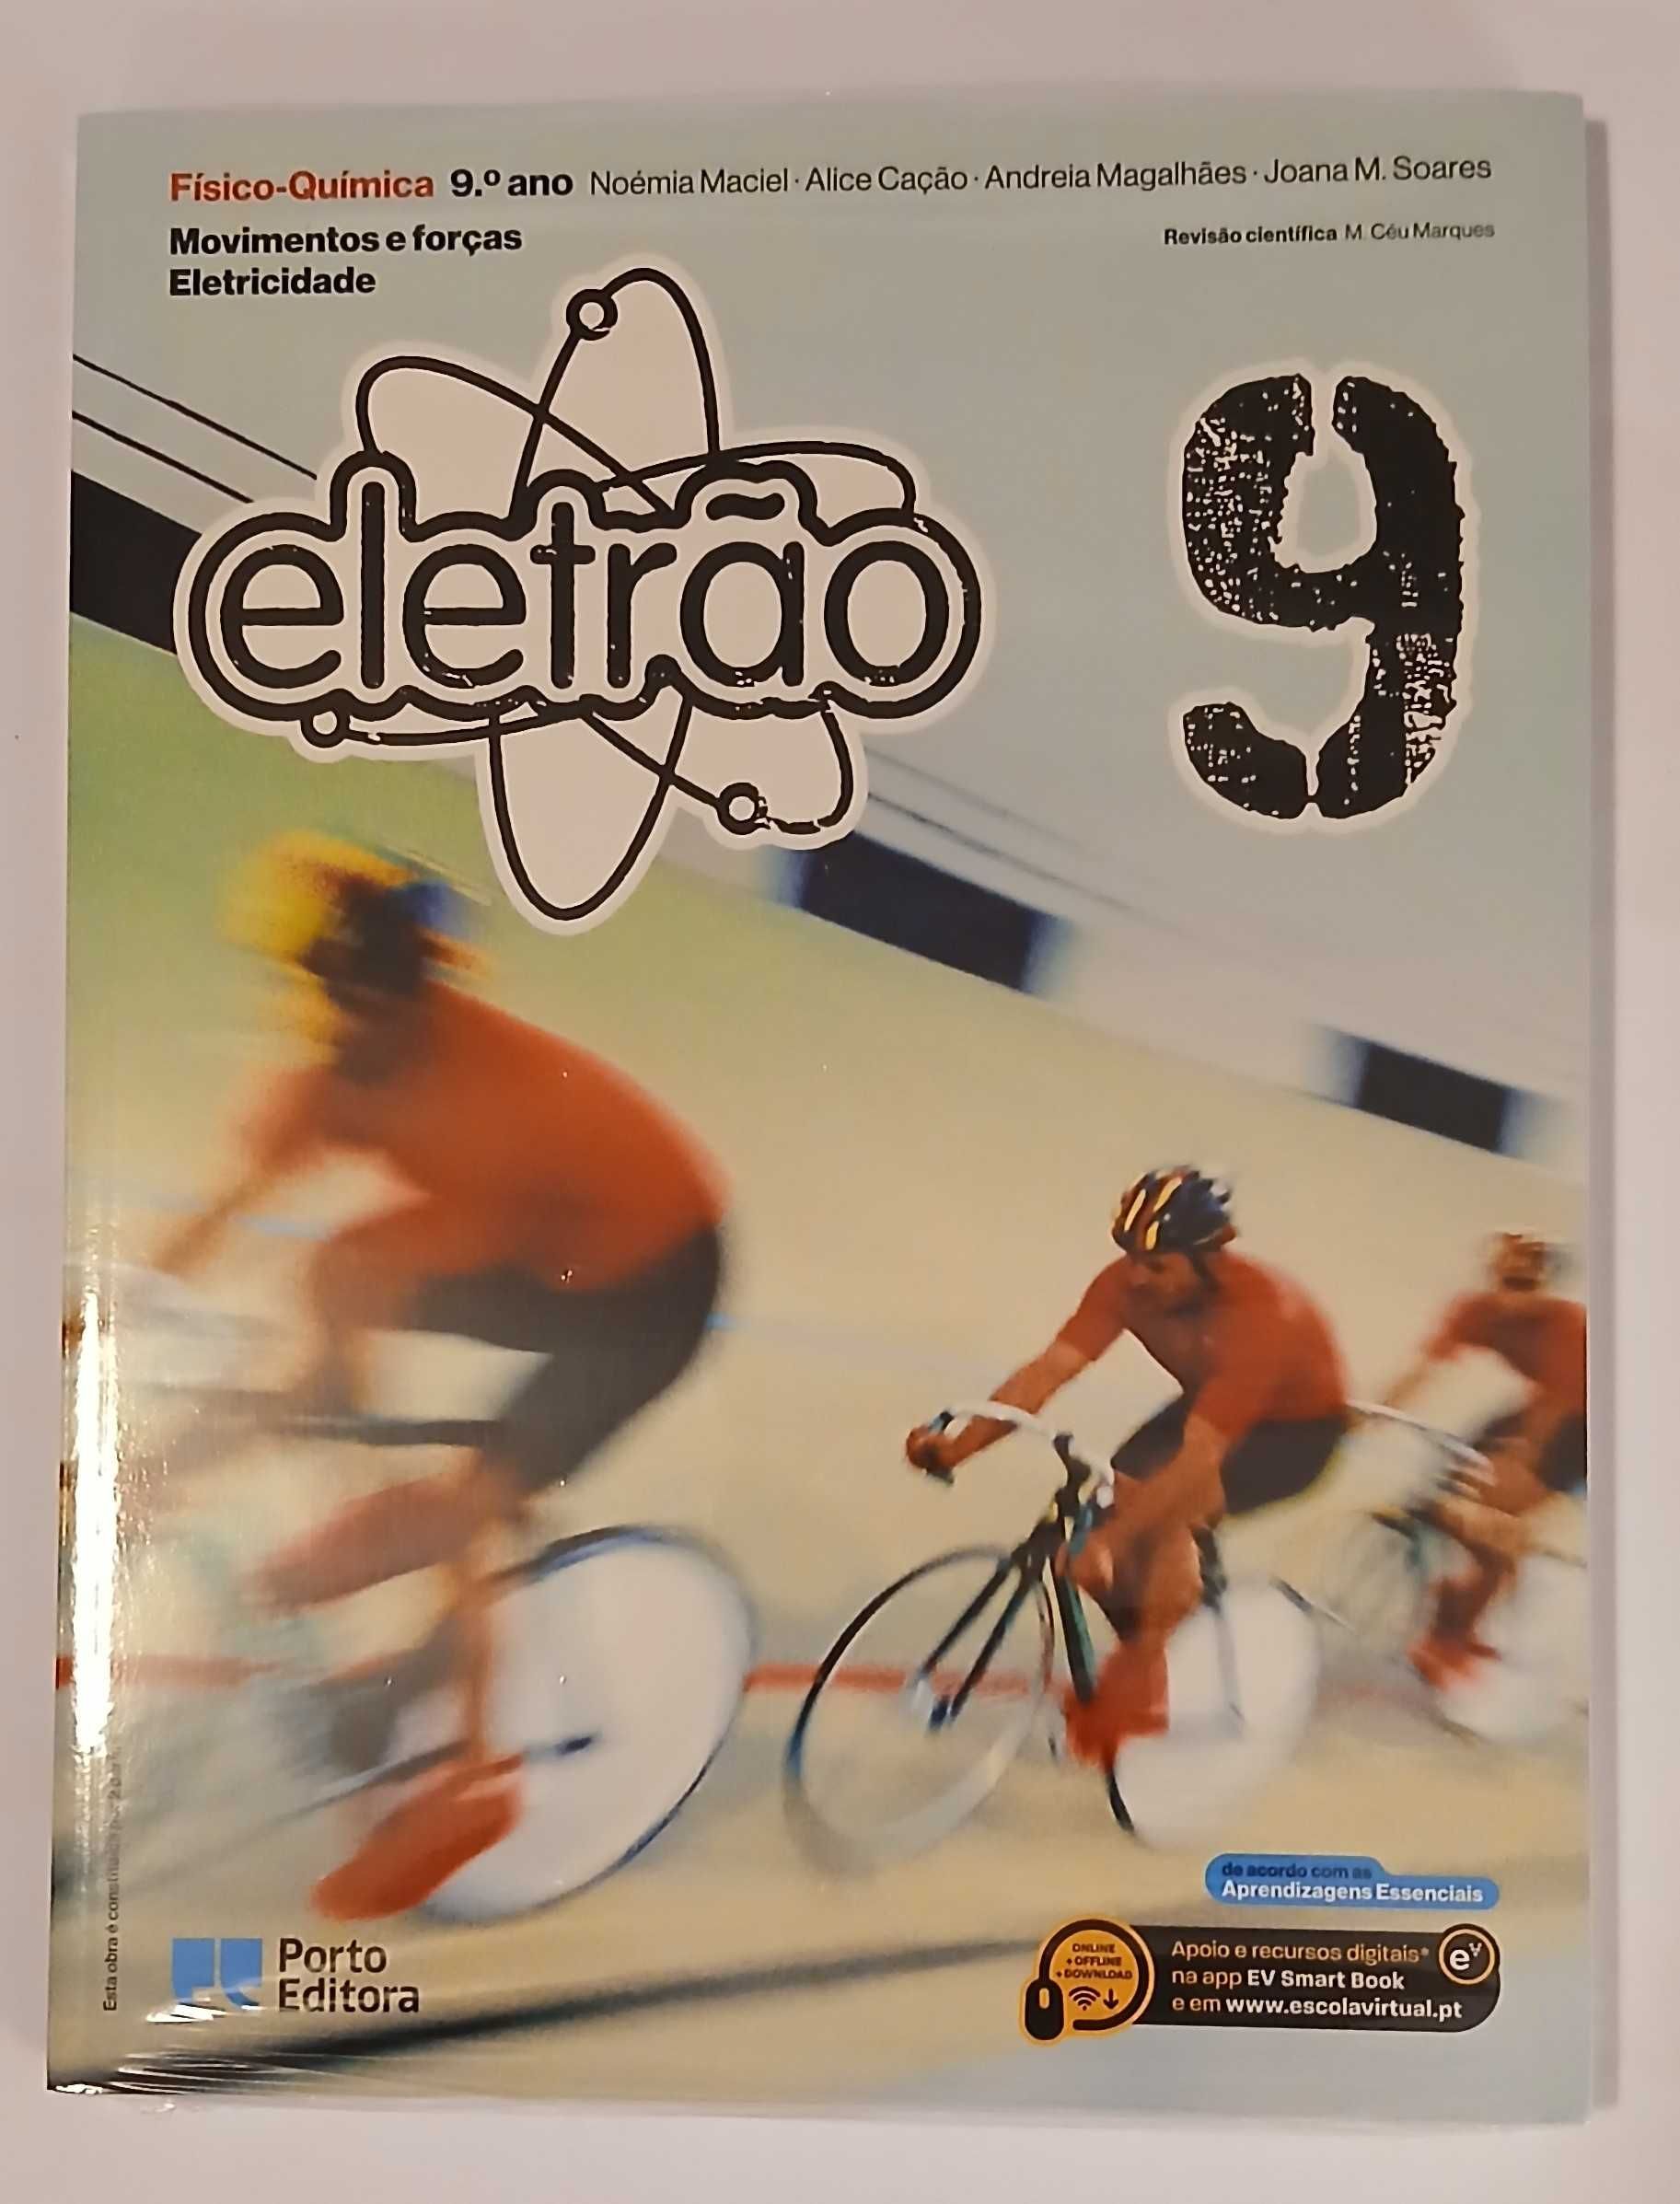 Físico-Química 9.º ano Noémia Maciel · Alice Cação · Andreia Magalhães · Joana M. Soares
Movimentos e forças
Eletricidade
Revisão científica M. Céu Marques
eletrão
9
de acordo com as
Aprendizagens Essenciais
ONLINE
+OFFLINE
+DOWNLOAD
Apoio e recursos digitais*
na app EV Smart Book
e em www.escolavirtual.pt
ev
Porto
Editora
Esta obra é